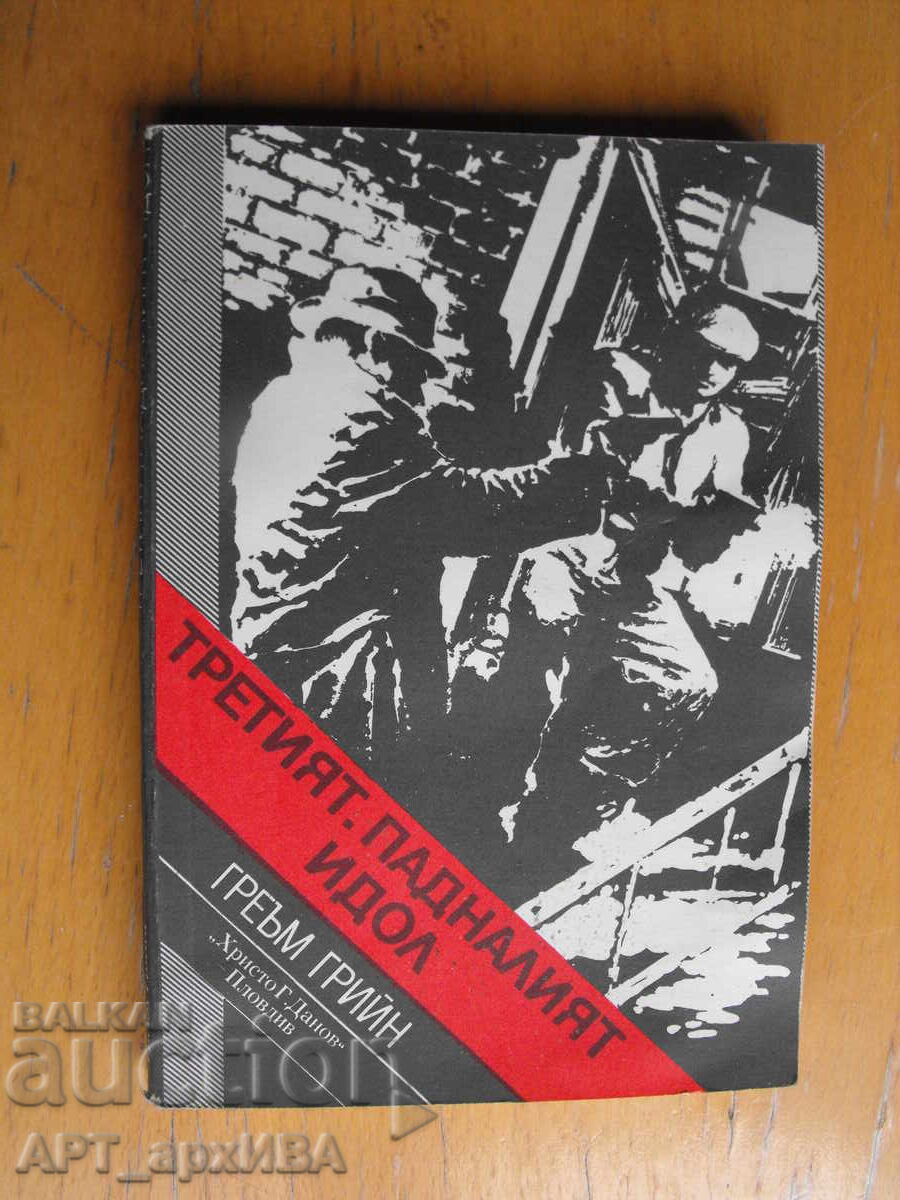 ТРЕТИЯТ. ПАДНАЛИЯТ
ИДОЛ
ГРЕЪМ ГРИЙН
„Христо Г. Данов“
Пловдив
BALKAN
auction
АРТ_архИВА